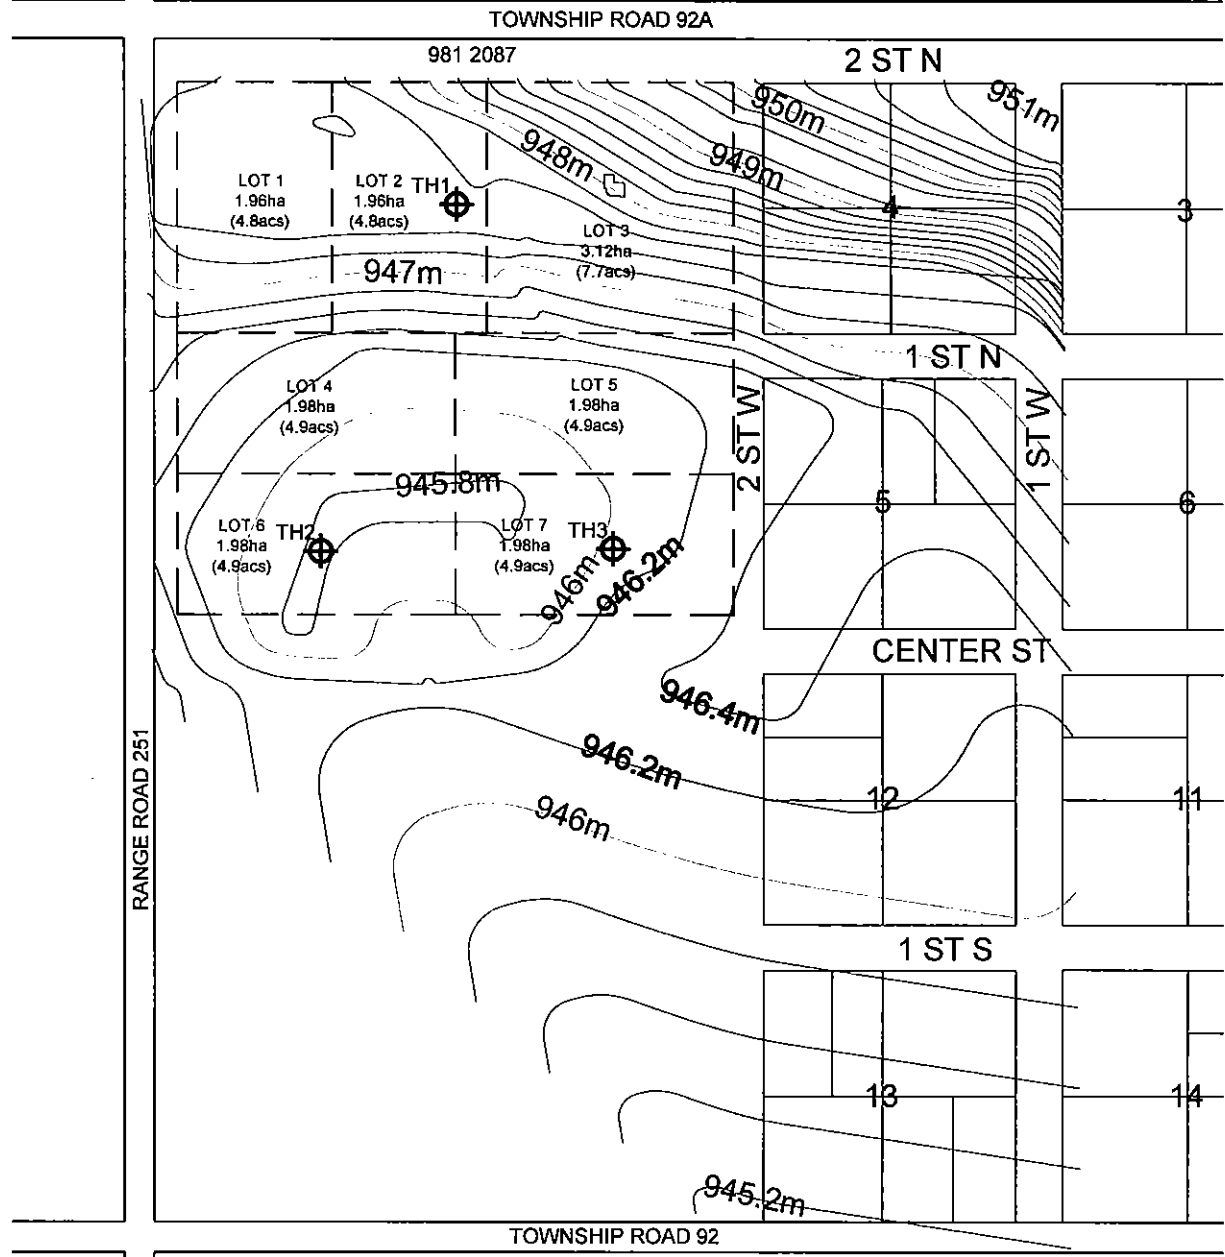 TOWNSHIP ROAD 92A
981 2087
2 ST N
950m
951m
948m
949m
LOT 1
1.96ha
(4.8acs)
LOT 2
1.96ha
(4.8acs)
TH1
LOT 3
3.12ha
(7.7acs)
4
3
947m
1 ST N
LOT 4
1.98ha
(4.9acs)
LOT 5
1.98ha
(4.9acs)
2 ST W
1 ST W
945.8m
5
6
LOT 6
1.98ha
(4.9acs)
TH2
LOT 7
1.98ha
(4.9acs)
TH3
946m
946.2m
CENTER ST
946.4m
946.2m
946m
12
11
RANGE ROAD 251
1 ST S
13
14
945.2m
TOWNSHIP ROAD 92